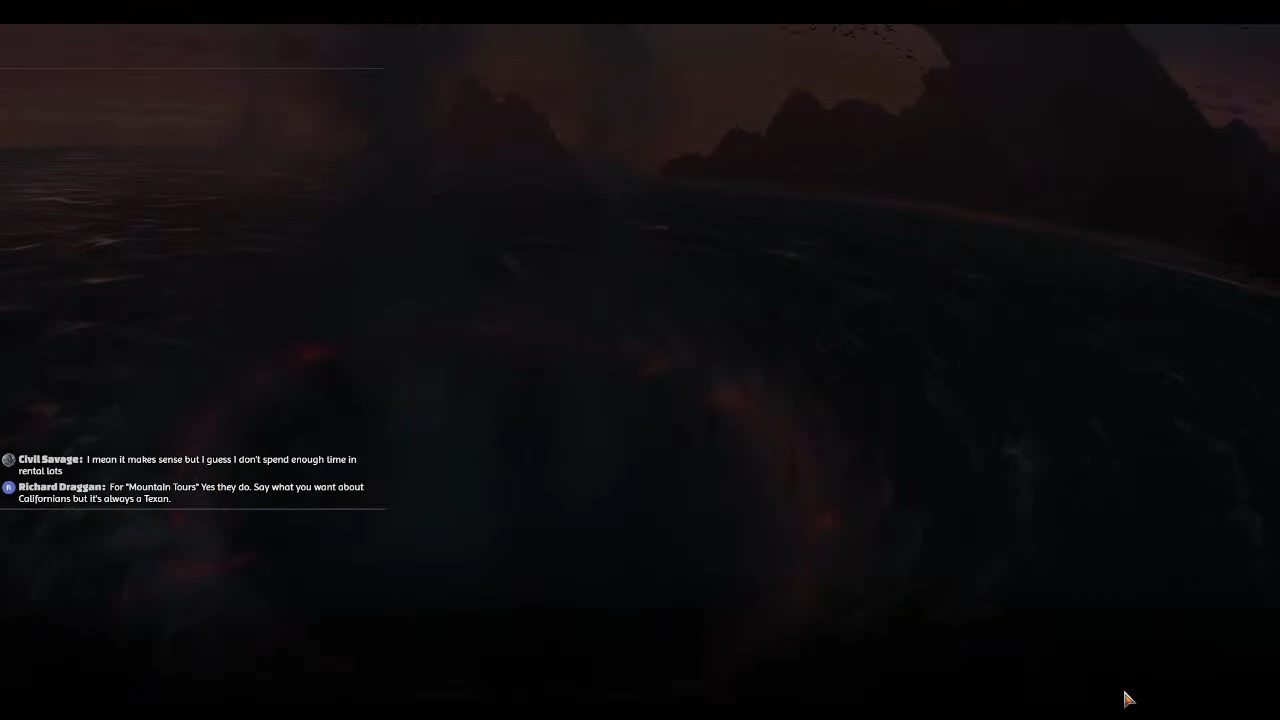 Civil Savage: I mean it makes sense but I guess I don't spend enough time in
rental lots
R Richard Draggan: For "Mountain Tours" Yes they do. Say what you want about
Californians but it's always a Texan.